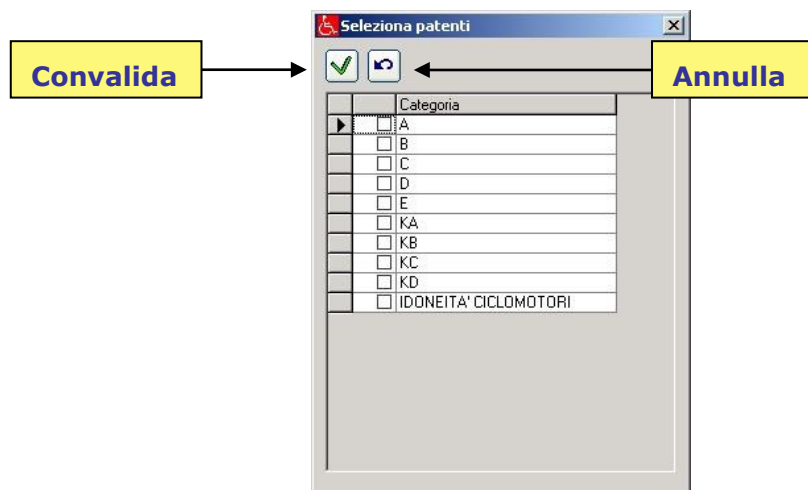 Seleziona patenti
Convalida
Annulla
Categoria
A
B
C
D
E
KA
KB
KC
KD
IDONEITA' CICLOMOTORI